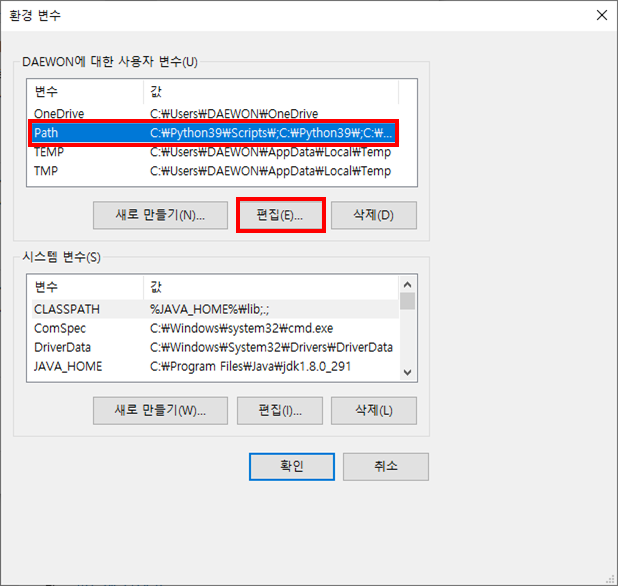 환경 변수
DAEWON에 대한 사용자 변수(U)
변수 값
OneDrive C:₩Users₩DAEWON₩OneDrive
Path C:₩Python39₩Scripts₩;C:₩Python39₩;C:₩...
TEMP C:₩Users₩DAEWON₩AppData₩Local₩Temp
TMP C:₩Users₩DAEWON₩AppData₩Local₩Temp
새로 만들기(N)... 편집(E)... 삭제(D)
시스템 변수(S)
변수 값
CLASSPATH %JAVA_HOME%₩lib;.;
ComSpec C:₩Windows₩system32₩cmd.exe
DriverData C:₩Windows₩System32₩Drivers₩DriverData
JAVA_HOME C:₩Program Files₩Java₩jdk1.8.0_291
새로 만들기(W)... 편집(I)... 삭제(L)
확인 취소